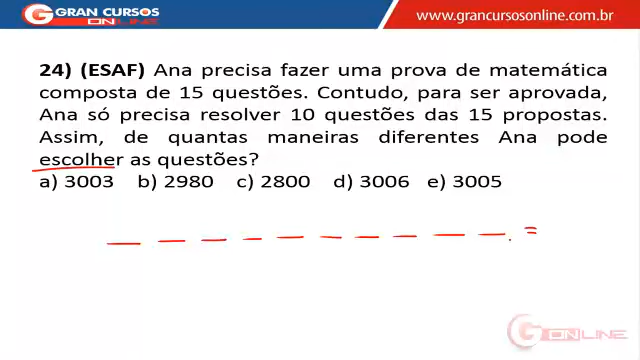 G GRAN CURSOS
ONLINE
www.grancursosonline.com.br
24) (ESAF) Ana precisa fazer uma prova de matemática
composta de 15 questões. Contudo, para ser aprovada,
Ana só precisa resolver 10 questões das 15 propostas.
Assim, de quantas maneiras diferentes Ana pode
escolher as questões?
a) 3003 b) 2980 c) 2800 d) 3006 e) 3005
=
G ONLINE